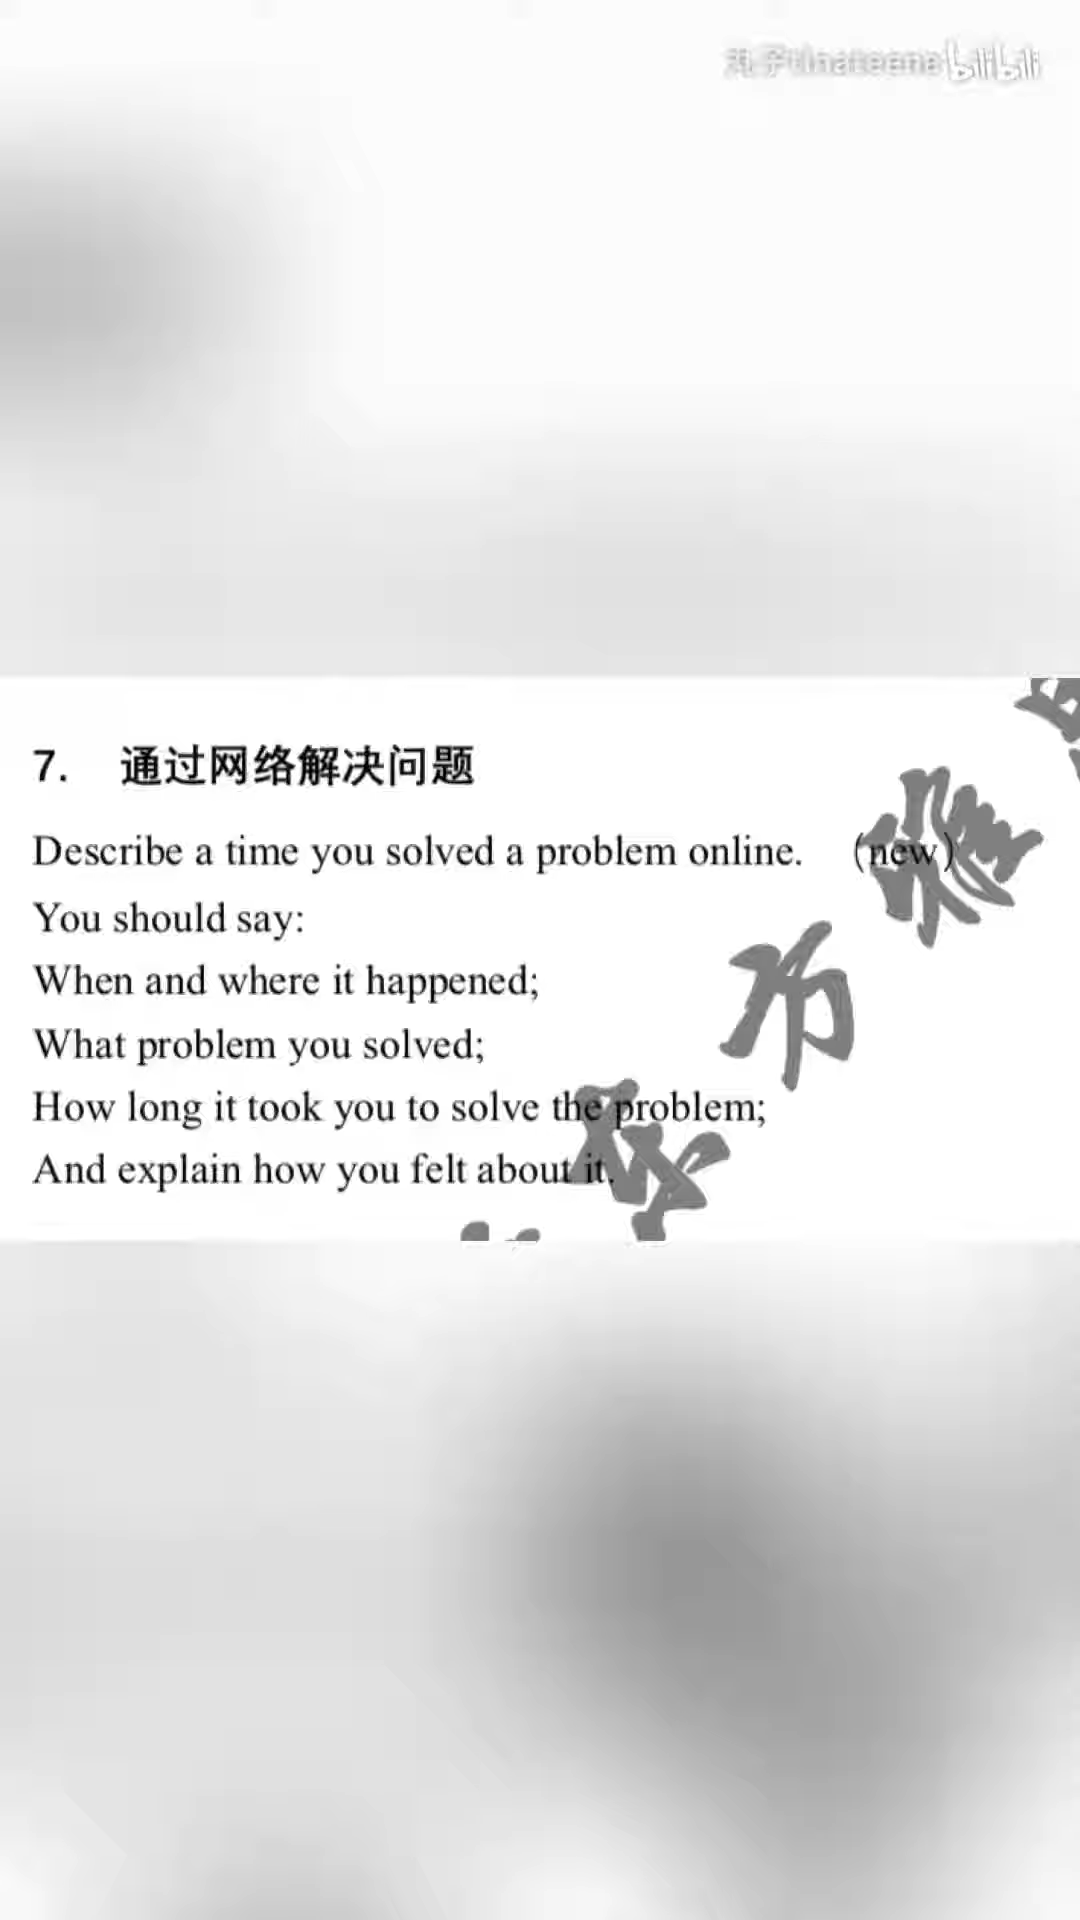 bilibili
7. 通过网络解决问题
Describe a time you solved a problem online. (new)
You should say:
When and where it happened;
What problem you solved;
How long it took you to solve the problem;
And explain how you felt about it.